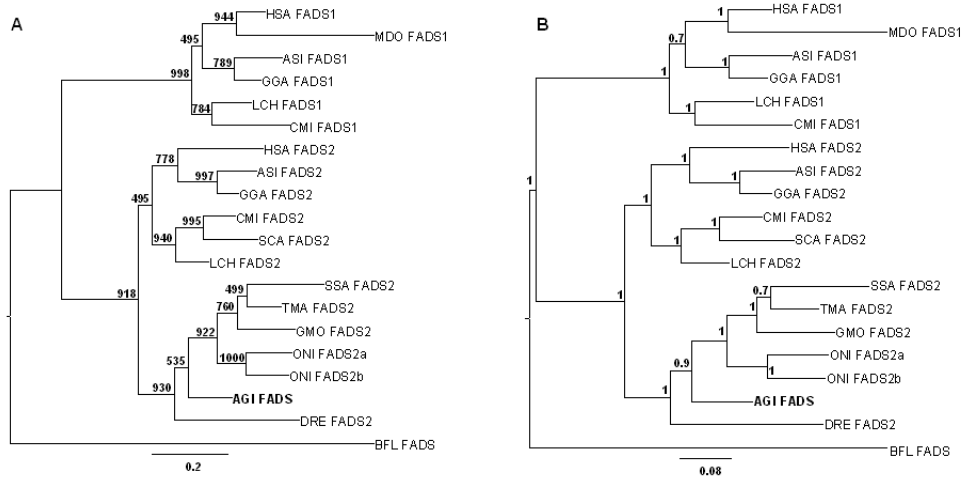 A
944
HSA FADS1
MDO FADS1
495
ASI FADS1
789
GGA FADS1
998
LCH FADS1
784
CMI FADS1
HSA FADS2
778
ASI FADS2
997
GGA FADS2
495
CMI FADS2
995
SCA FADS2
940
LCH FADS2
918
SSA FADS2
499
TMA FADS2
760
GMO FADS2
922
ONI FADS2a
1000
ONI FADS2b
535
930
AGI FADS
DRE FADS2
BFL FADS
0.2
B
1
HSA FADS1
MDO FADS1
0.7
ASI FADS1
1
GGA FADS1
1
LCH FADS1
1
CMI FADS1
HSA FADS2
1
ASI FADS2
1
GGA FADS2
1
1
CMI FADS2
1
SCA FADS2
1
LCH FADS2
1
SSA FADS2
0.7
TMA FADS2
1
GMO FADS2
1
ONI FADS2a
1
ONI FADS2b
0.9
1
AGI FADS
DRE FADS2
BFL FADS
0.08